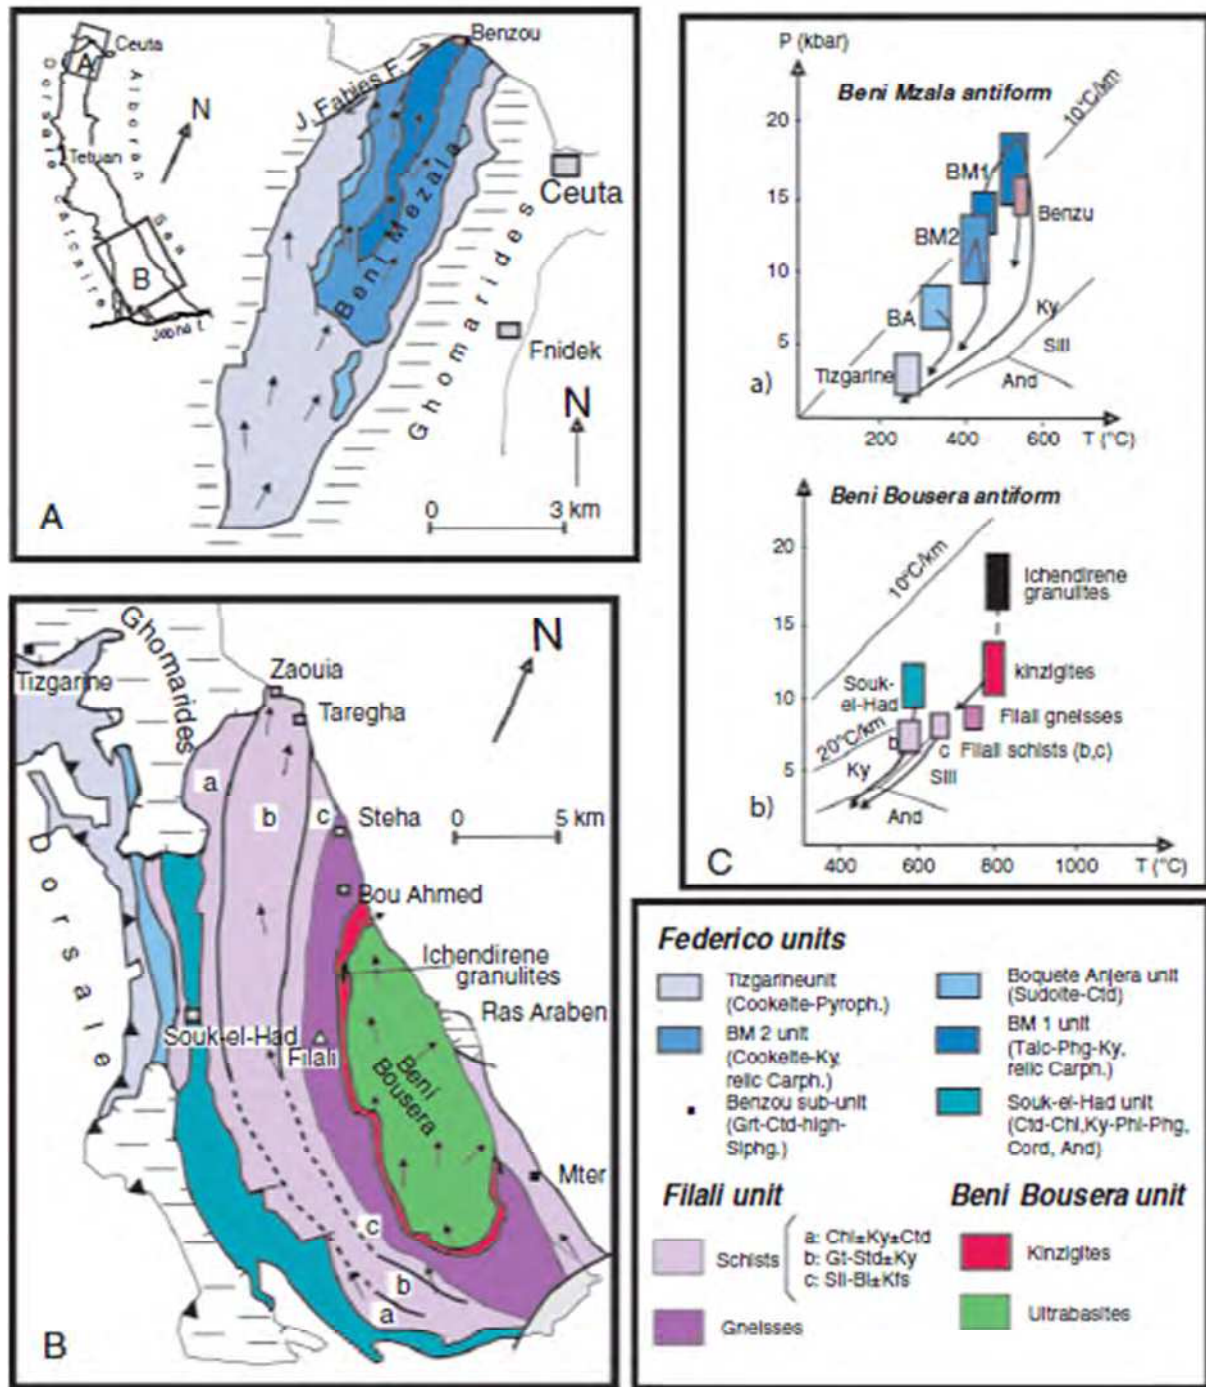 Ceuta
A
Dorsale calcaire
Alboran Sea
N
Tetuan
B
Jebha f.
Benzou
J. Fahies F.
Beni Mezala
Ceuta
Ghomarides
Fnidek
N
A
0 3 km
P (kbar)
Beni Mzala antiform
10°C/km
20
BM1
15
Benzu
BM2
10
BA
Ky
5
Sill
Tizgarine
And
a)
200 400 600 T (°C)
Beni Bousera antiform
20
10°C/km
Ichendirene
granulites
15
Souk-
el-Had
kinzigites
10
Filali gneisses
20°C/km
b
c
Filali schists (b,c)
5
Ky
Sill
And
b)
C
400 600 800 1000 T (°C)
Ghomarides
Tizgarine
Zaouia
Taregha
N
a
b
c
Steha
0 5 km
Dorsale
Bou Ahmed
Ichendirene
granulites
Ras Araben
Souk-el-Had
Filali
Beni
Bousera
Mter
c
b
a
B
Federico units
Tizgarineunit
(Cookeite-Pyroph.)
Boquete Anjera unit
(Sudoite-Ctd)
BM 2 unit
(Cookeite-Ky,
relic Carph.)
BM 1 unit
(Talc-Phg-Ky,
relic Carph.)
Benzou sub-unit
(Grt-Ctd-high-
Siphg.)
Souk-el-Had unit
(Ctd-Chl,Ky-Phl-Phg,
Cord, And)
Filali unit
Schists
a: Chl±Ky±Ctd
b: Gt-Std±Ky
c: Sil-Bi±Kfs
Gneisses
Beni Bousera unit
Kinzigites
Ultrabasites